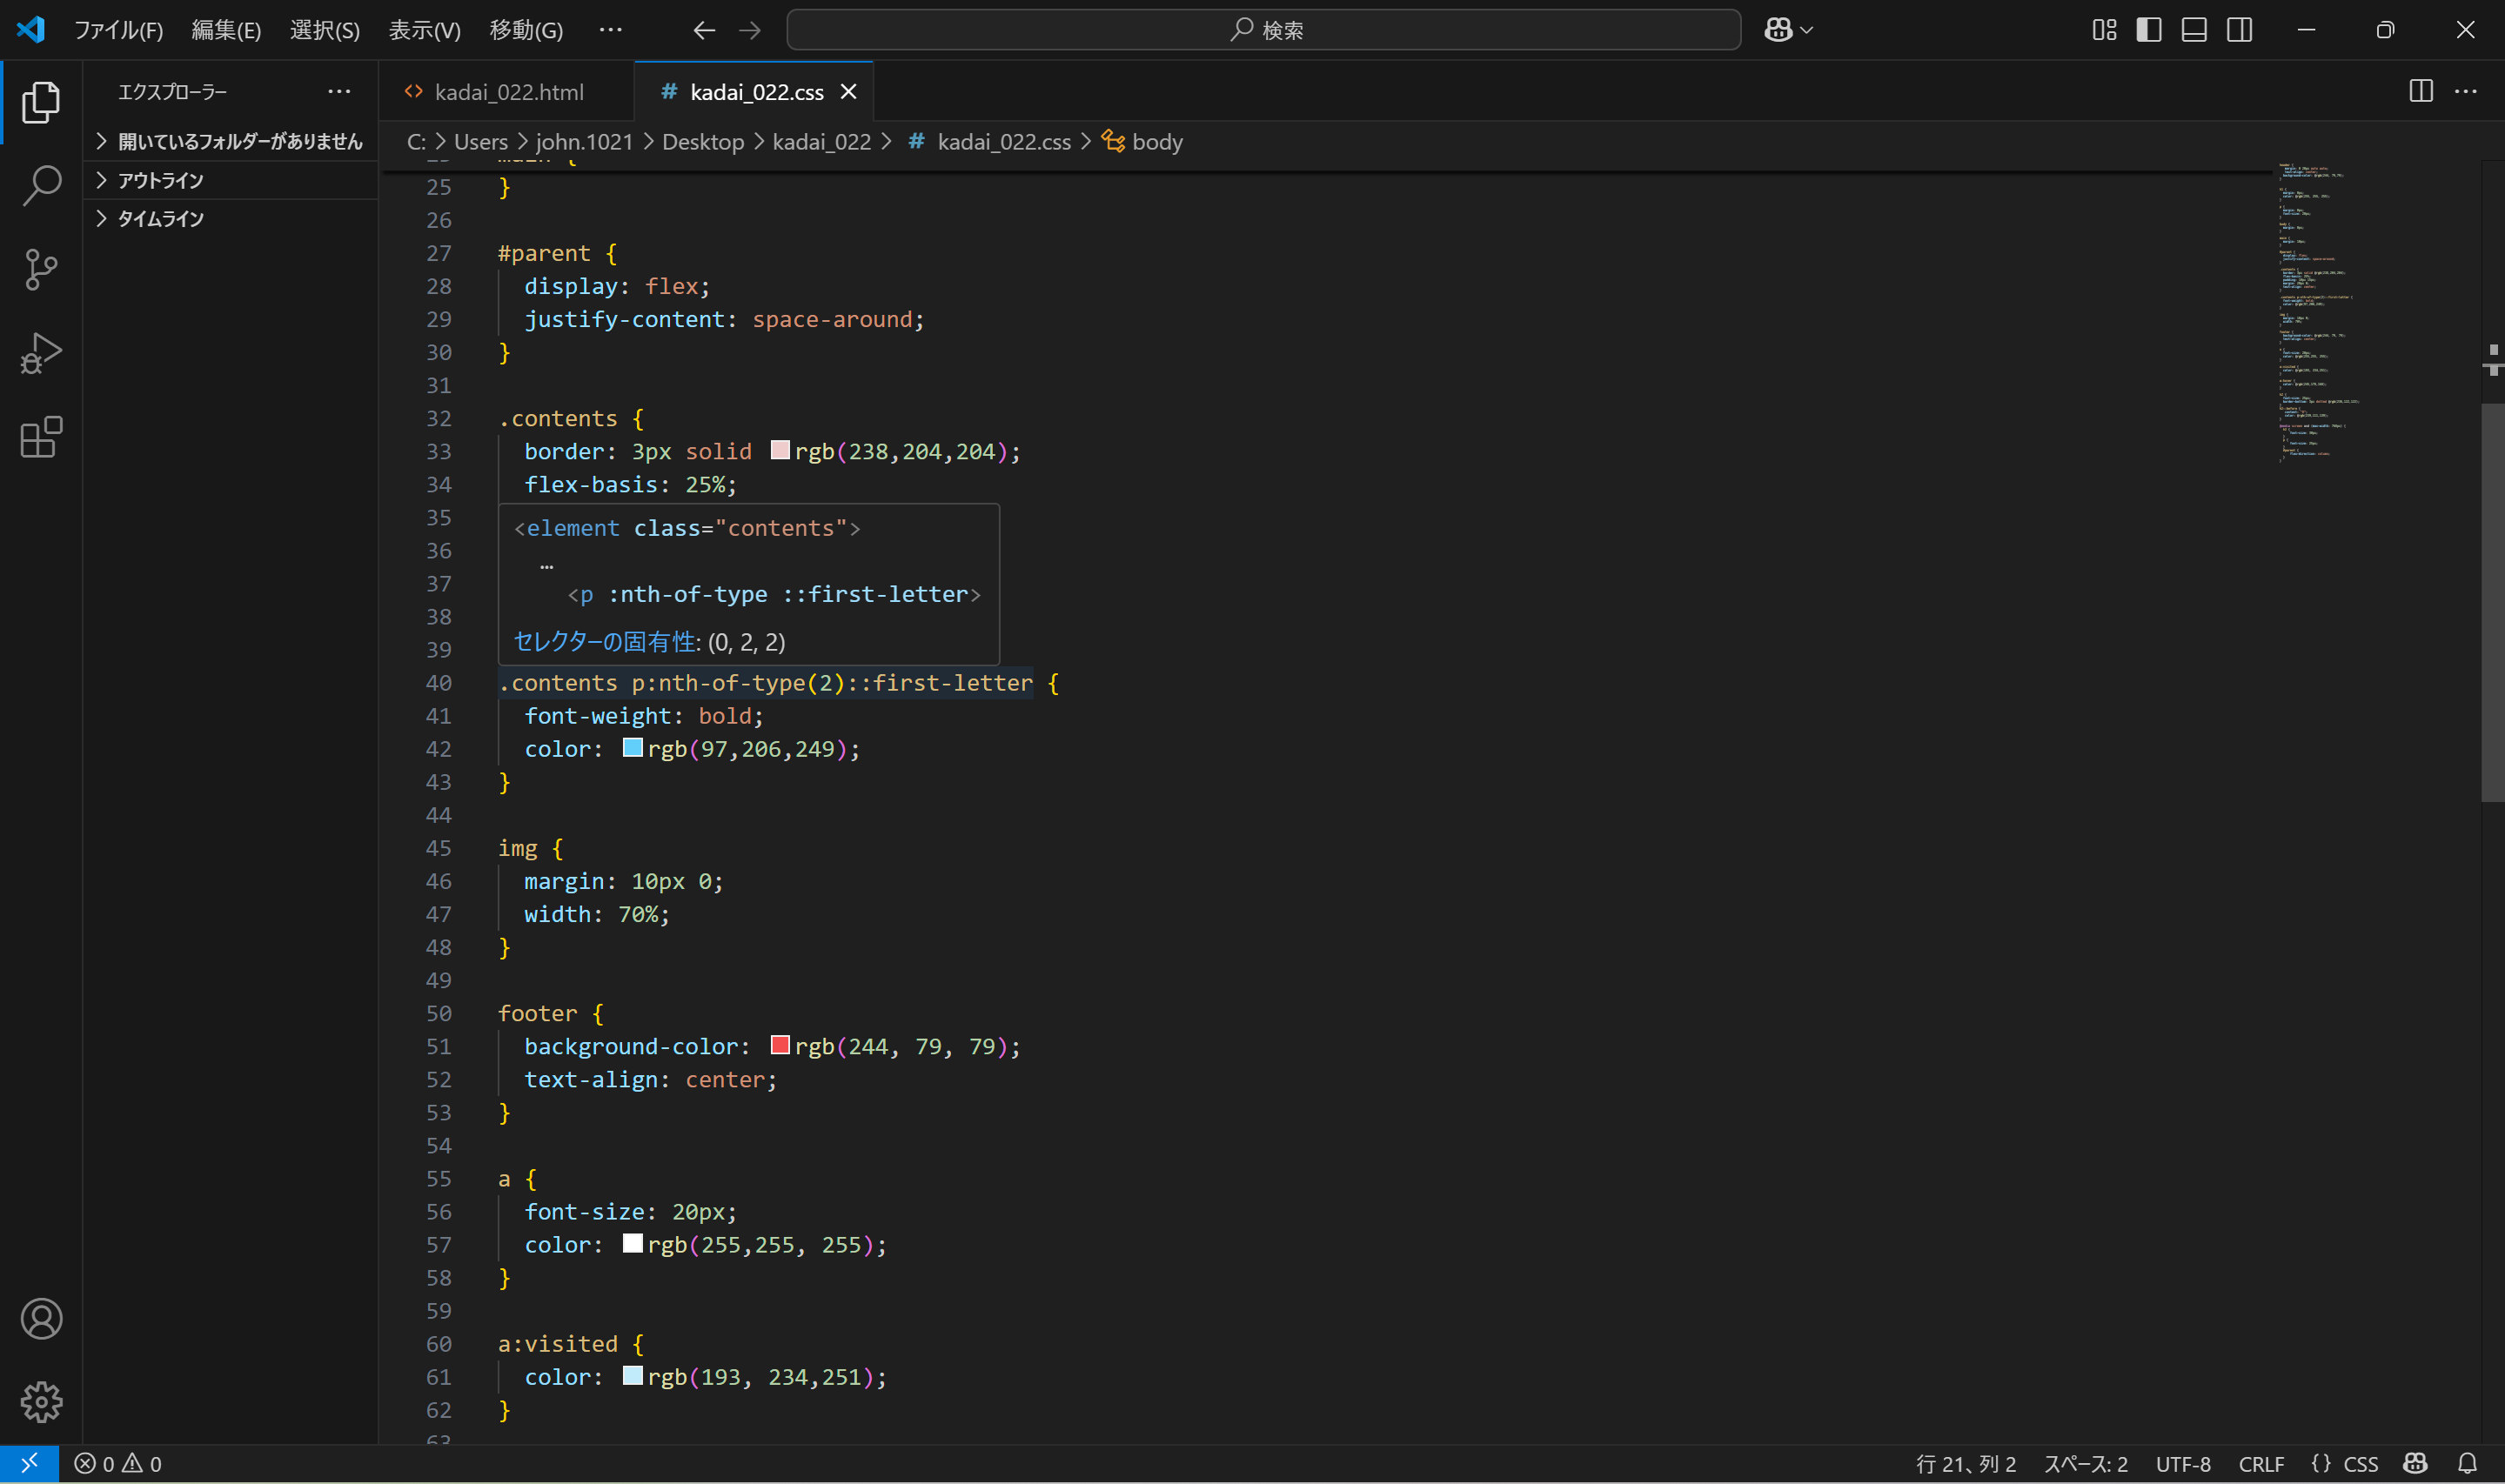 ファイル(F) 編集(E) 選択(S) 表示(V) 移動(G) … 検索
エクスプローラー …
kadai_022.html # kadai_022.css
開いているフォルダーがありません
アウトライン
タイムライン
C: > Users > john.1021 > Desktop > kadai_022 > # kadai_022.css > body
25 }
26
27 #parent {
28 display: flex;
29 justify-content: space-around;
30 }
31
32 .contents {
33 border: 3px solid rgb(238,204,204);
34 flex-basis: 25%;
35 <element class="contents">
36 …
37 <p :nth-of-type ::first-letter>
38
39 セレクターの固有性: (0, 2, 2)
40 .contents p:nth-of-type(2)::first-letter {
41 font-weight: bold;
42 color: rgb(97,206,249);
43 }
44
45 img {
46 margin: 10px 0;
47 width: 70%;
48 }
49
50 footer {
51 background-color: rgb(244, 79, 79);
52 text-align: center;
53 }
54
55 a {
56 font-size: 20px;
57 color: rgb(255,255, 255);
58 }
59
60 a:visited {
61 color: rgb(193, 234,251);
62 }
63
0 0
行 21、列 2 スペース: 2 UTF-8 CRLF {} CSS